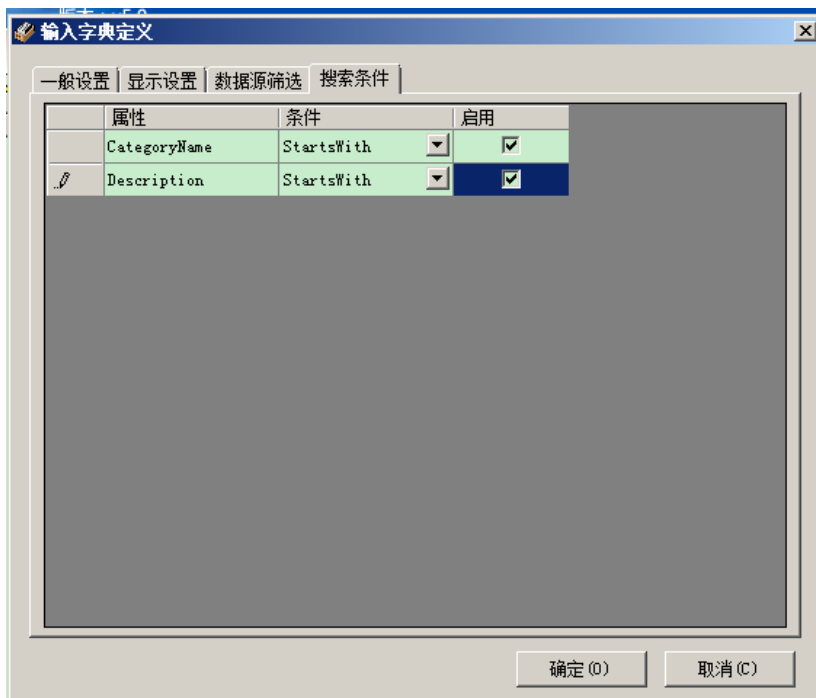 输入字典定义
一般设置 显示设置 数据源筛选 搜索条件
属性 条件 启用
CategoryName StartsWith
Description StartsWith
确定(O) 取消(C)